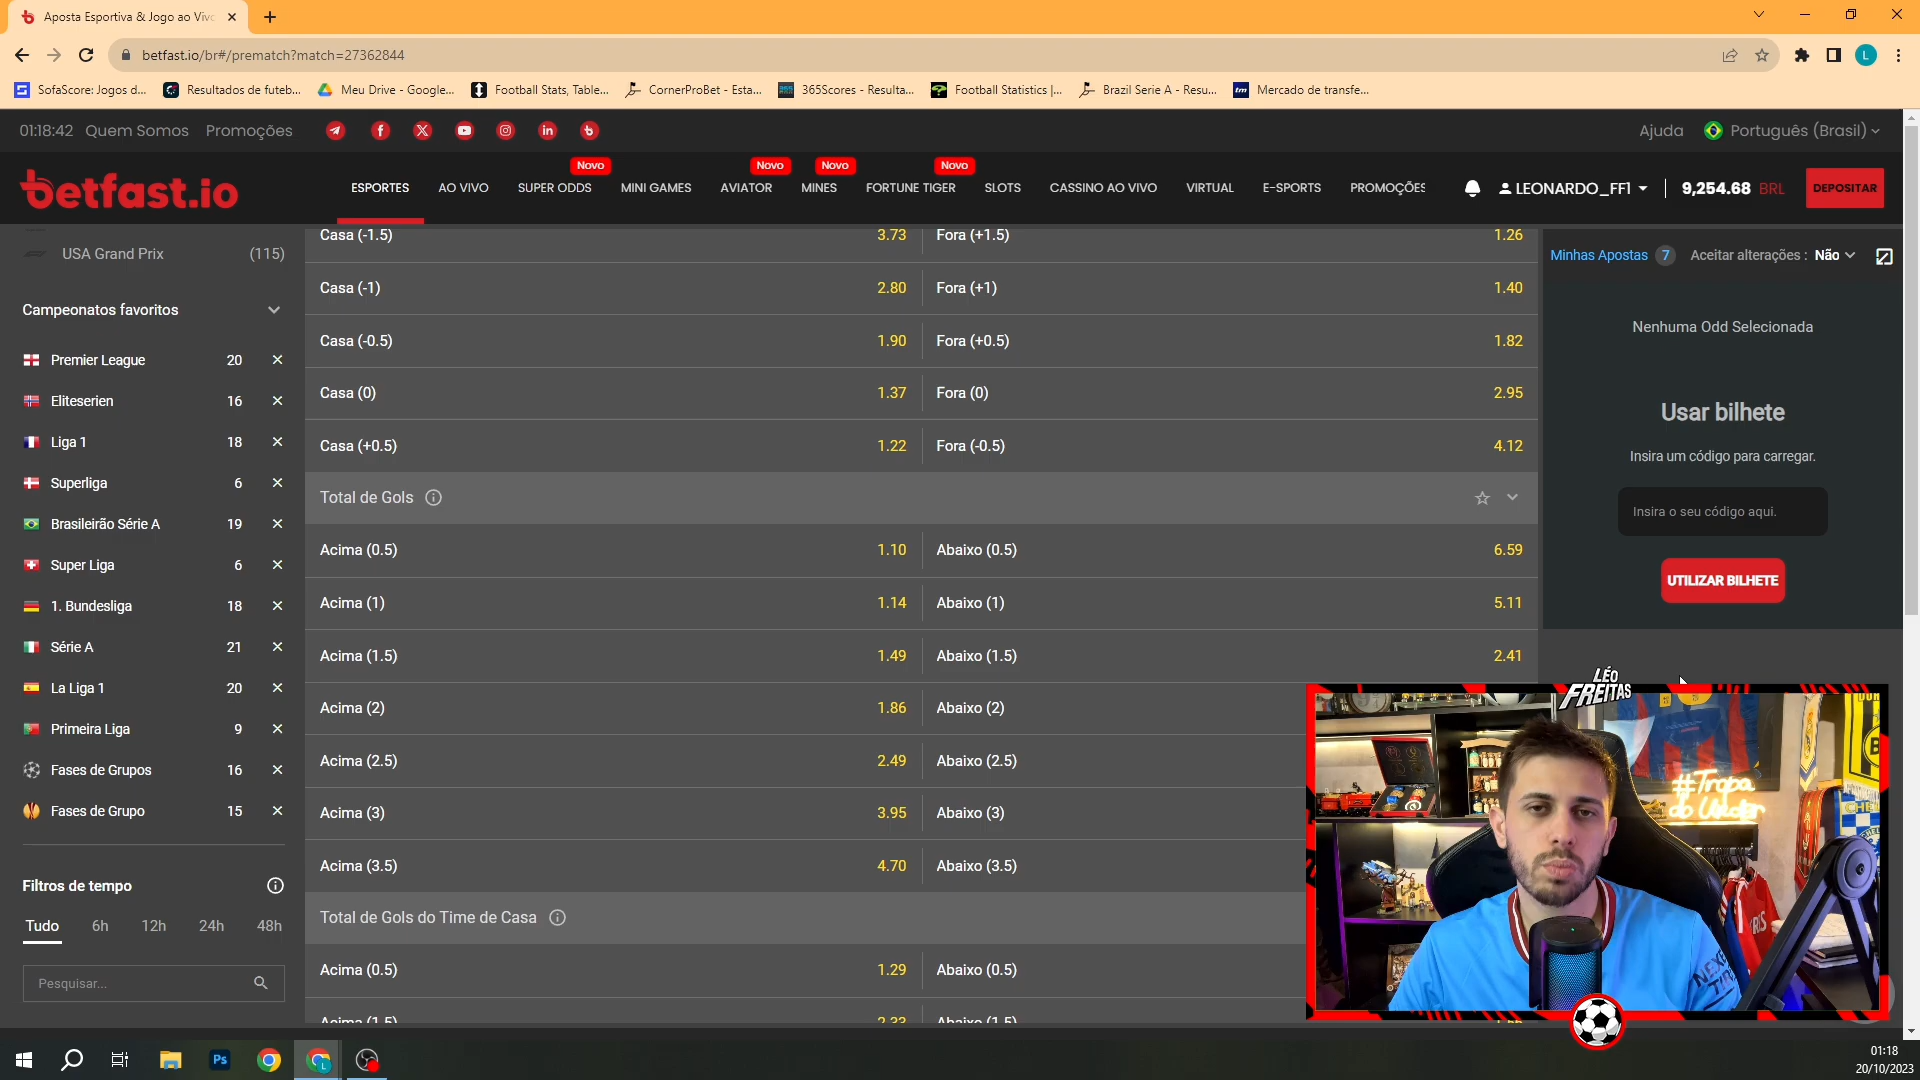 Aposta Esportiva & Jogo ao Viv
betfast.io/br#/prematch?match=27362844
L
SofaScore: Jogos d...
Resultados de futeb...
Meu Drive - Google...
Football Stats, Table...
CornerProBet - Esta...
365Scores - Resulta...
Football Statistics |...
Brazil Serie A - Resu...
Mercado de transfe...
01:18:42
Quem Somos
Promoções
Ajuda
Português (Brasil)
betfast.io
ESPORTES
AO VIVO
Novo
SUPER ODDS
MINI GAMES
Novo
AVIATOR
Novo
MINES
Novo
FORTUNE TIGER
SLOTS
CASSINO AO VIVO
VIRTUAL
E-SPORTS
PROMOÇÕES
LEONARDO_FF1
9,254.68 BRL
DEPOSITAR
USA Grand Prix (115)
Campeonatos favoritos
Premier League 20
Eliteserien 16
Liga 1 18
Superliga 6
Brasileirão Série A 19
Super Liga 6
1. Bundesliga 18
Série A 21
La Liga 1 20
Primeira Liga 9
Fases de Grupos 16
Fases de Grupo 15
Filtros de tempo
Tudo 6h 12h 24h 48h
Pesquisar...
Casa (-1.5) 3.73 Fora (+1.5) 1.26
Casa (-1) 2.80 Fora (+1) 1.40
Casa (-0.5) 1.90 Fora (+0.5) 1.82
Casa (0) 1.37 Fora (0) 2.95
Casa (+0.5) 1.22 Fora (-0.5) 4.12
Total de Gols
Acima (0.5) 1.10 Abaixo (0.5) 6.59
Acima (1) 1.14 Abaixo (1) 5.11
Acima (1.5) 1.49 Abaixo (1.5) 2.41
Acima (2) 1.86 Abaixo (2)
Acima (2.5) 2.49 Abaixo (2.5)
Acima (3) 3.95 Abaixo (3)
Acima (3.5) 4.70 Abaixo (3.5)
Total de Gols do Time de Casa
Acima (0.5) 1.29 Abaixo (0.5)
Acima (1.5) 2.33 Abaixo (1.5)
Minhas Apostas 7
Aceitar alterações : Não
Nenhuma Odd Selecionada
Usar bilhete
Insira um código para carregar.
Insira o seu código aqui.
UTILIZAR BILHETE
LÉO
FREITAS
#Tropa
Ps
01:18
20/10/2023